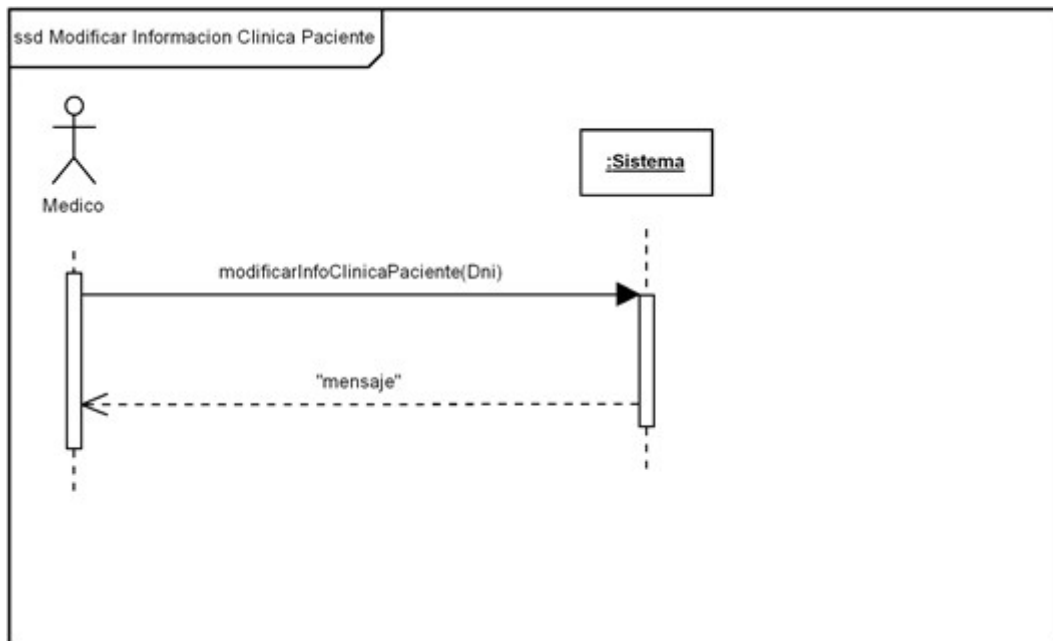 ssd Modificar Informacion Clinica Paciente
:Sistema
Medico
modificarInfoClinicaPaciente(Dni)
"mensaje"